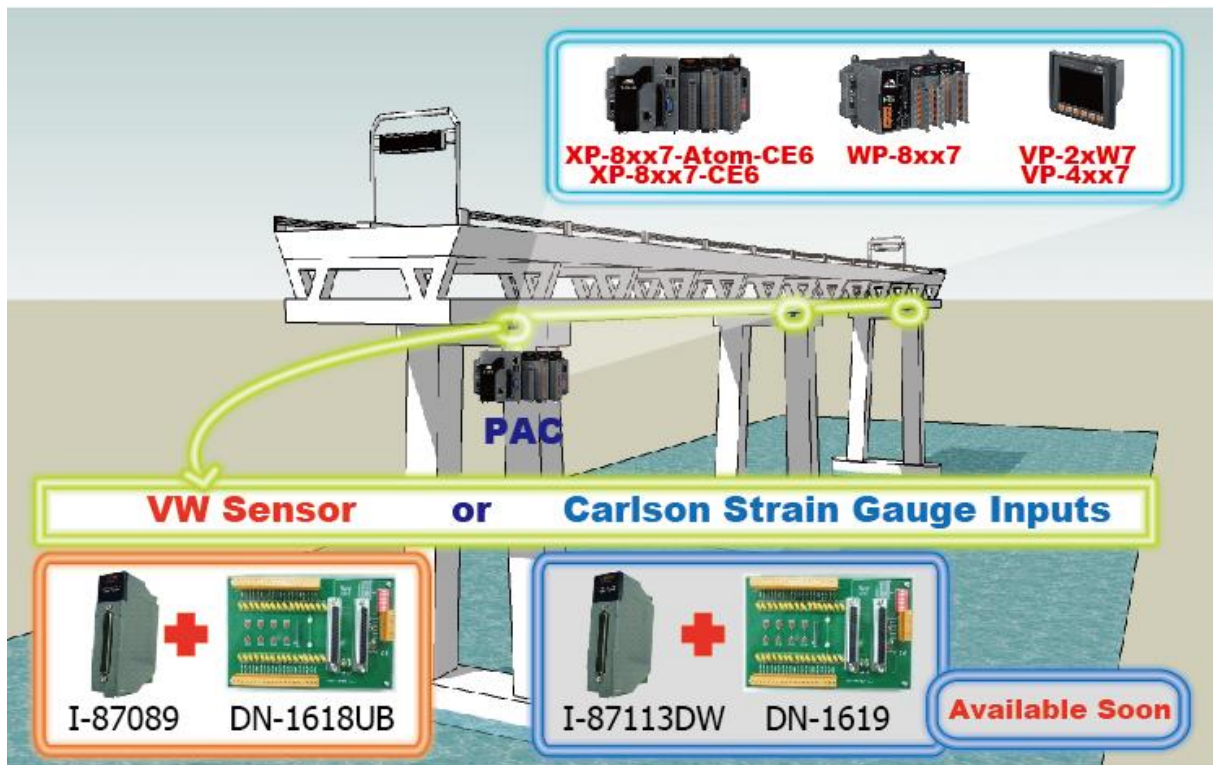 XP-8xx7-Atom-CE6
XP-8xx7-CE6
WP-8xx7
VP-2xW7
VP-4xx7
PAC
VW Sensor or Carlson Strain Gauge Inputs
I-87089
DN-1618UB
I-87113DW
DN-1619
Available Soon